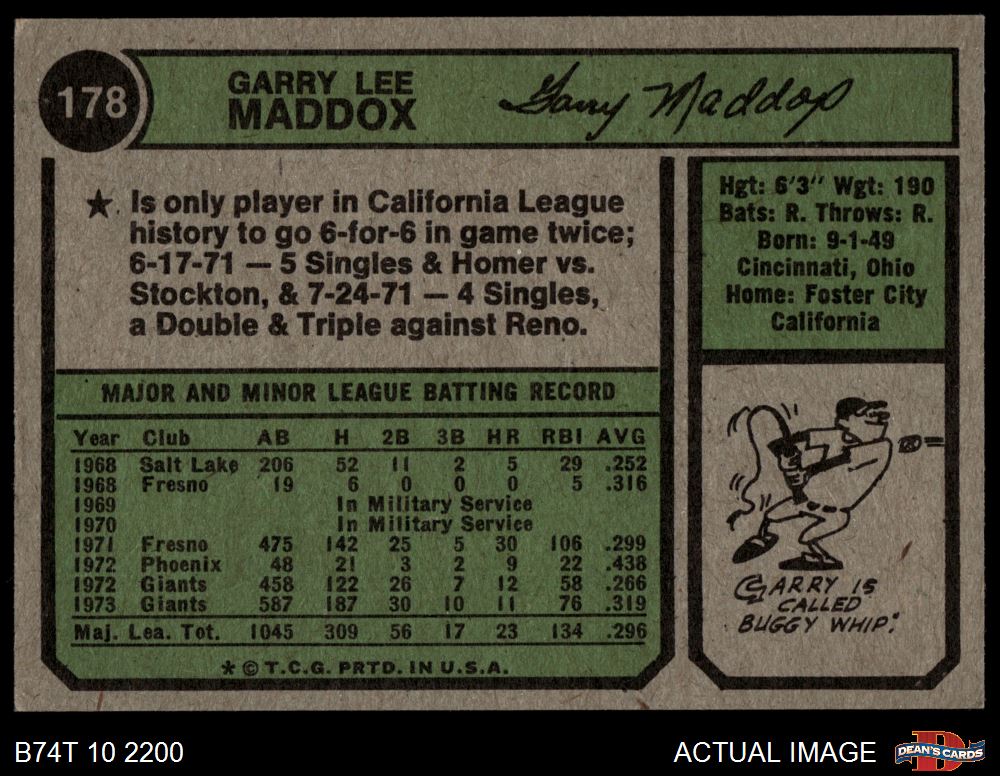 178
GARRY LEE
MADDOX
Garry Maddox
★ Is only player in California League
history to go 6-for-6 in game twice;
6-17-71 — 5 Singles & Homer vs.
Stockton, & 7-24-71 — 4 Singles,
a Double & Triple against Reno.
Hgt: 6'3" Wgt: 190
Bats: R. Throws: R.
Born: 9-1-49
Cincinnati, Ohio
Home: Foster City
California
MAJOR AND MINOR LEAGUE BATTING RECORD
Year Club AB H 2B 3B HR RBI AVG
1968 Salt Lake 206 52 11 2 5 29 .252
1968 Fresno 19 6 0 0 0 5 .316
1969 In Military Service
1970 In Military Service
1971 Fresno 475 142 25 5 30 106 .299
1972 Phoenix 48 21 3 2 9 22 .438
1972 Giants 458 122 26 7 12 58 .266
1973 Giants 587 187 30 10 11 76 .319
Maj. Lea. Tot. 1045 309 56 17 23 134 .296
* © T.C.G. PRTD. IN U.S.A.
GARRY IS
CALLED
BUGGY WHIP.
B74T 10 2200
ACTUAL IMAGE
DEAN'S CARDS